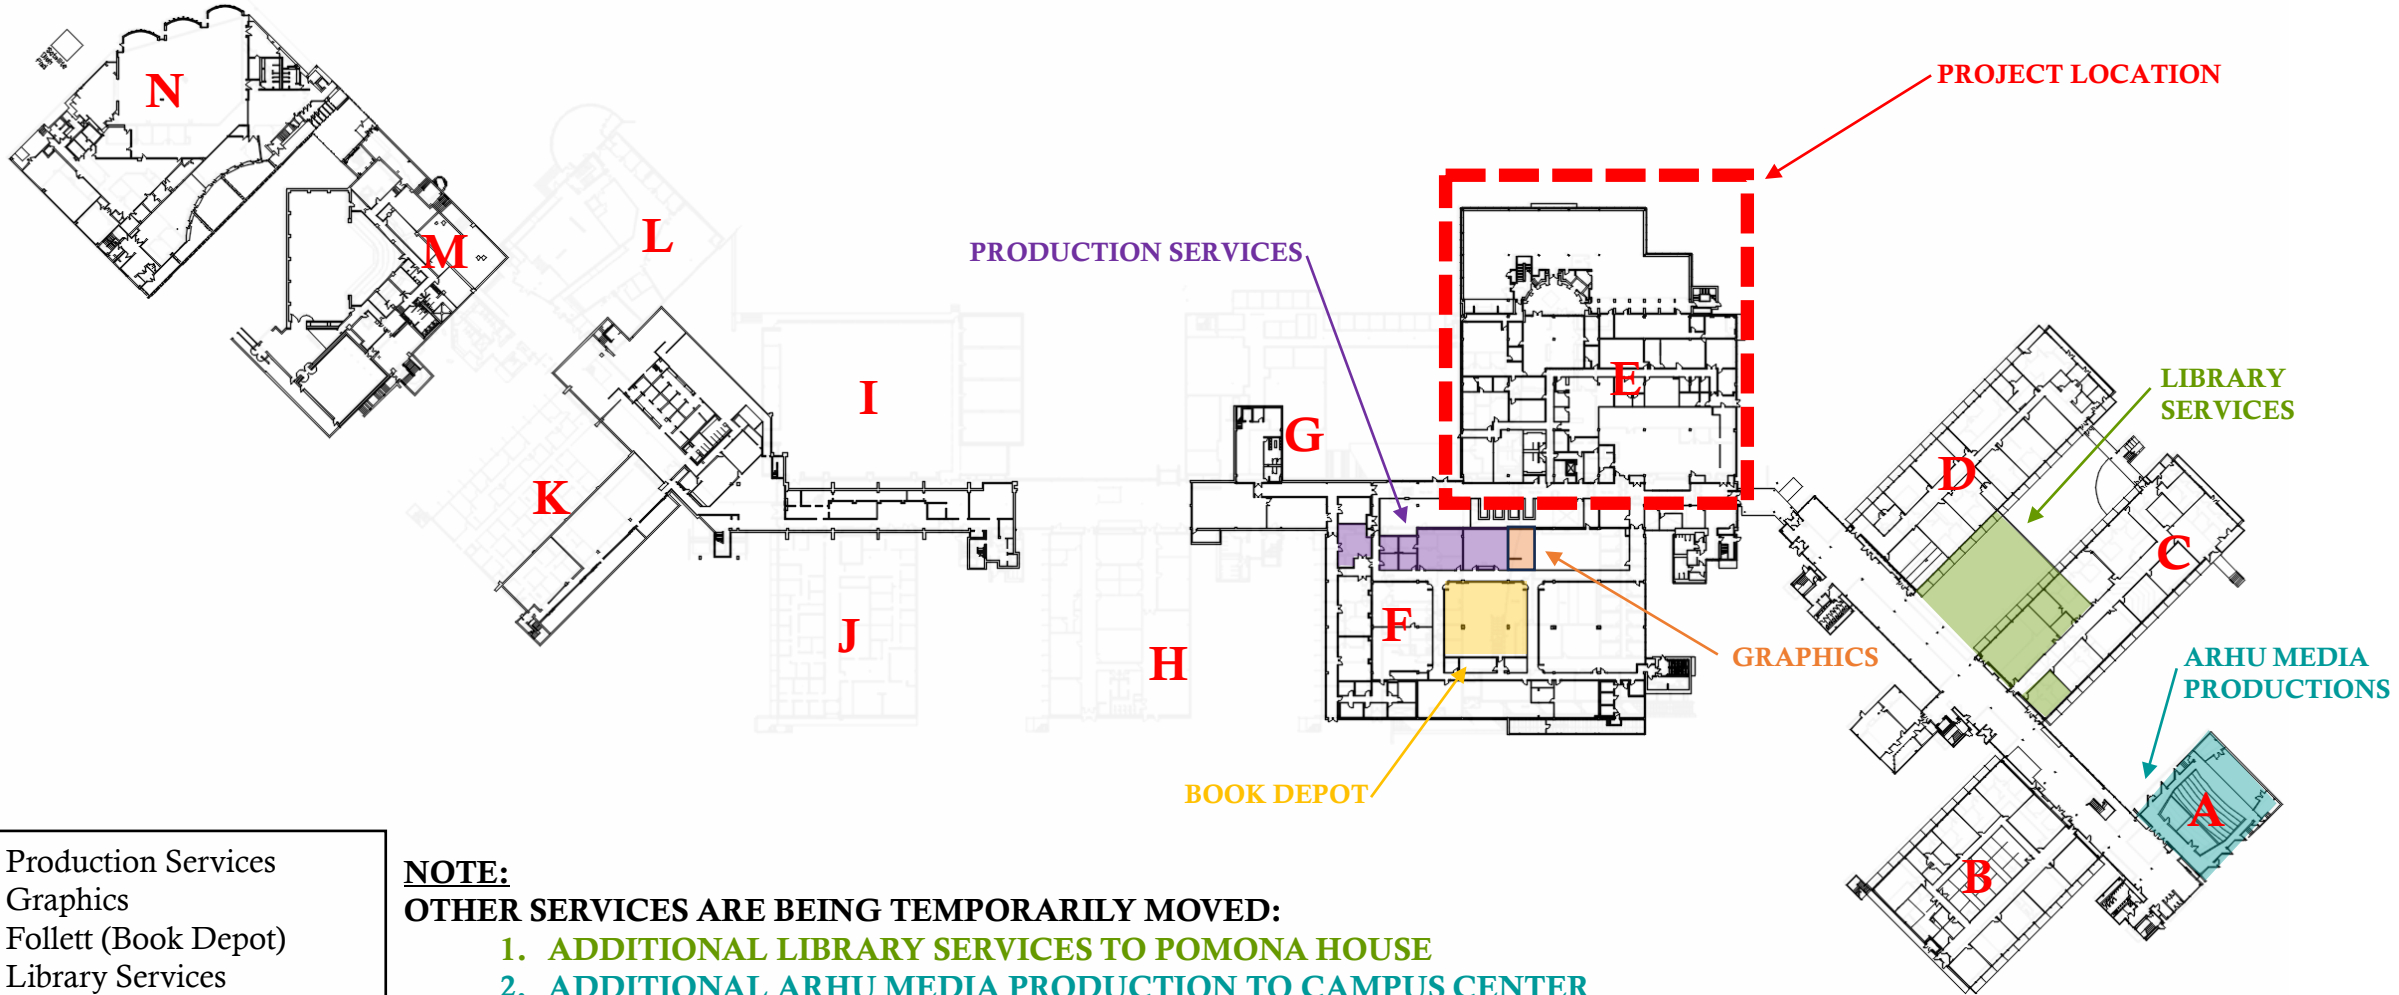 N
PROJECT LOCATION
L
M
PRODUCTION SERVICES
E
I
G
LIBRARY
SERVICES
D
K
C
F
J
H
GRAPHICS
ARHU MEDIA
PRODUCTIONS
BOOK DEPOT
A
B
Production Services
Graphics
Follett (Book Depot)
Library Services
NOTE:
OTHER SERVICES ARE BEING TEMPORARILY MOVED:
1. ADDITIONAL LIBRARY SERVICES TO POMONA HOUSE
2. ADDITIONAL ARHU MEDIA PRODUCTION TO CAMPUS CENTER